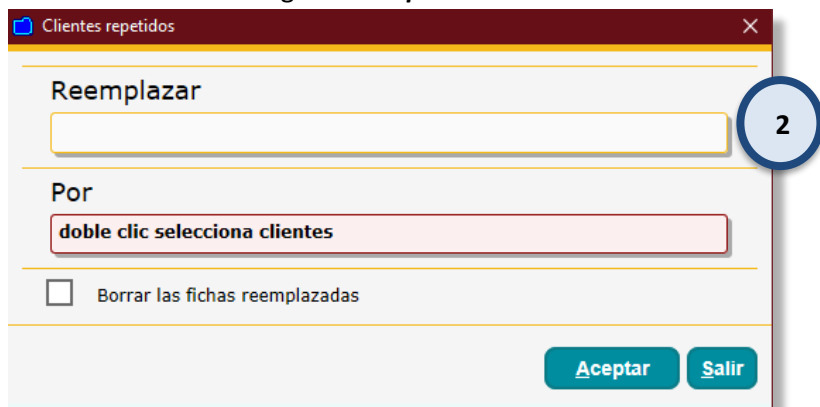 Clientes repetidos
Reemplazar
2
Por
doble clic selecciona clientes
Borrar las fichas reemplazadas
Aceptar
Salir